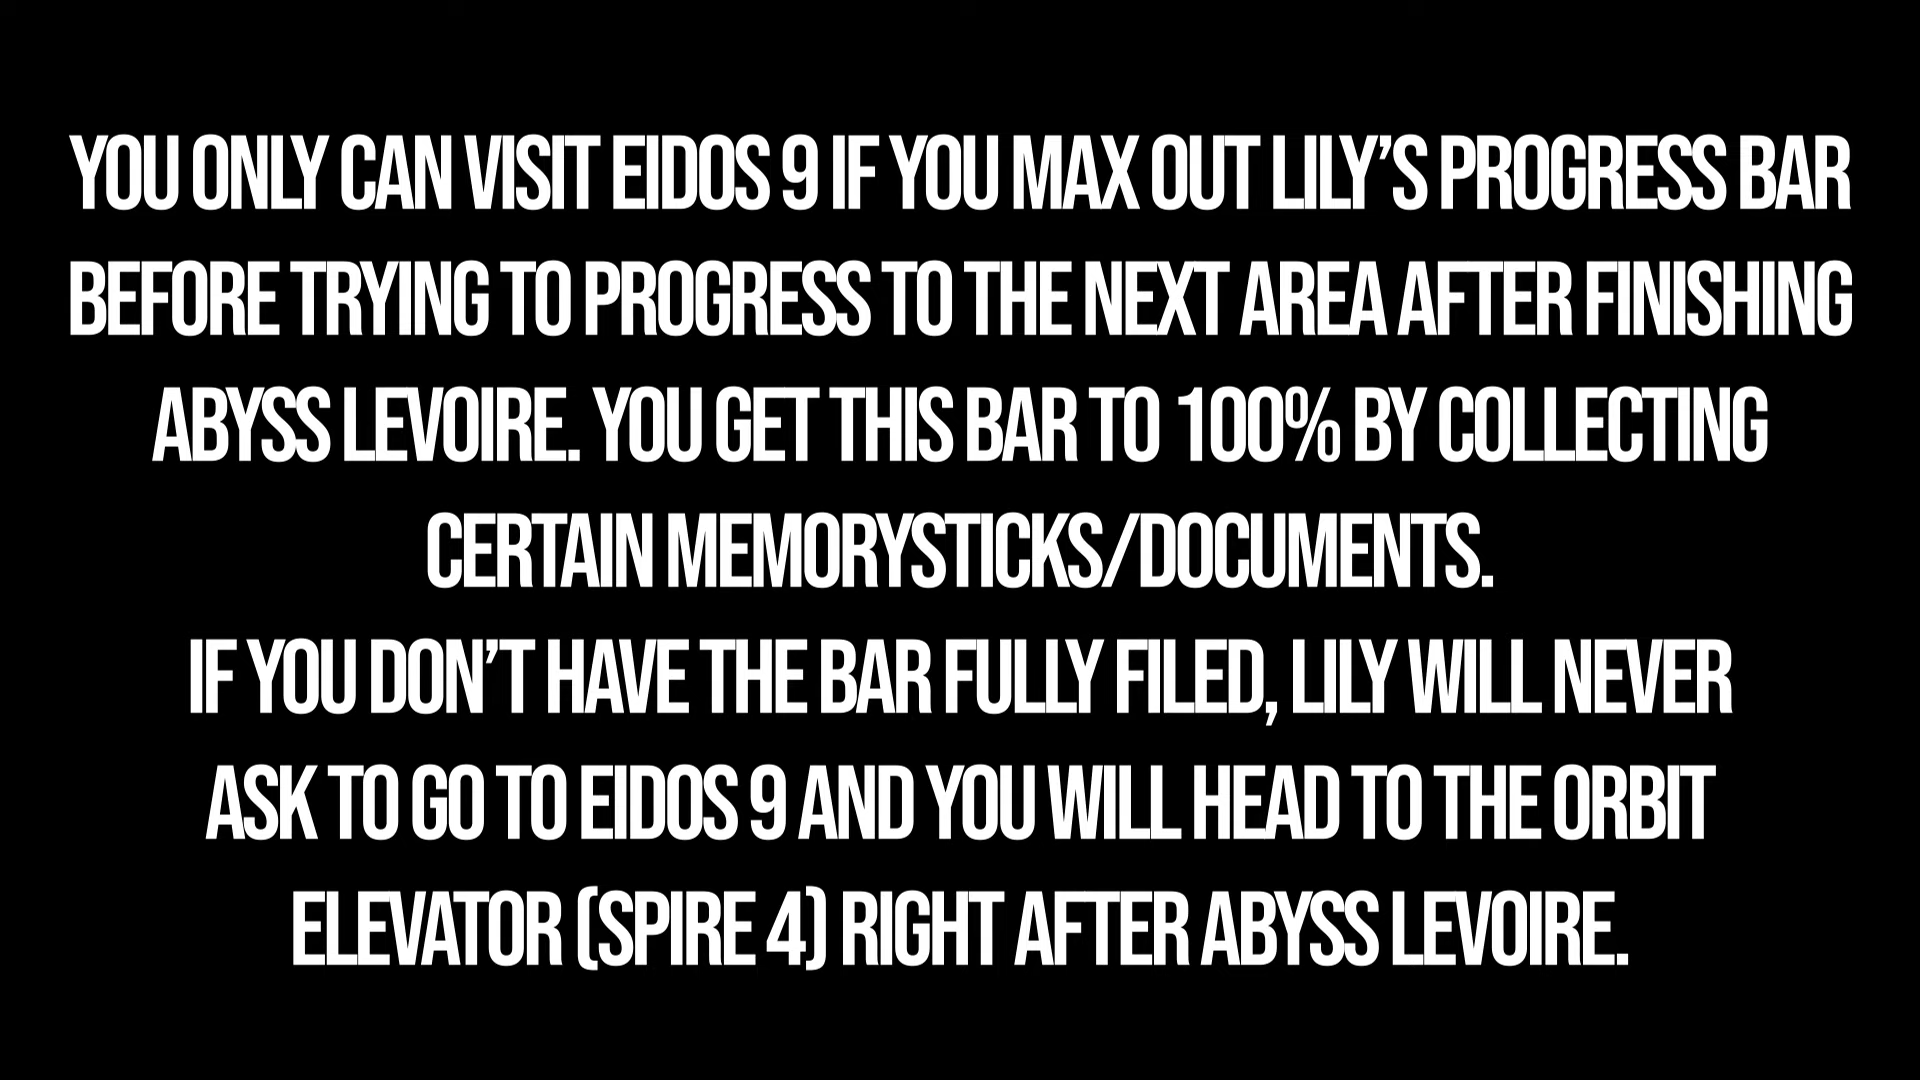 YOU ONLY CAN VISIT EIDOS 9 IF YOU MAX OUT LILY’S PROGRESS BAR
BEFORE TRYING TO PROGRESS TO THE NEXT AREA AFTER FINISHING
ABYSS LEVOIRE. YOU GET THIS BAR TO 100% BY COLLECTING
CERTAIN MEMORYSTICKS/DOCUMENTS.
IF YOU DON’T HAVE THE BAR FULLY FILED, LILY WILL NEVER
ASK TO GO TO EIDOS 9 AND YOU WILL HEAD TO THE ORBIT
ELEVATOR (SPIRE 4) RIGHT AFTER ABYSS LEVOIRE.